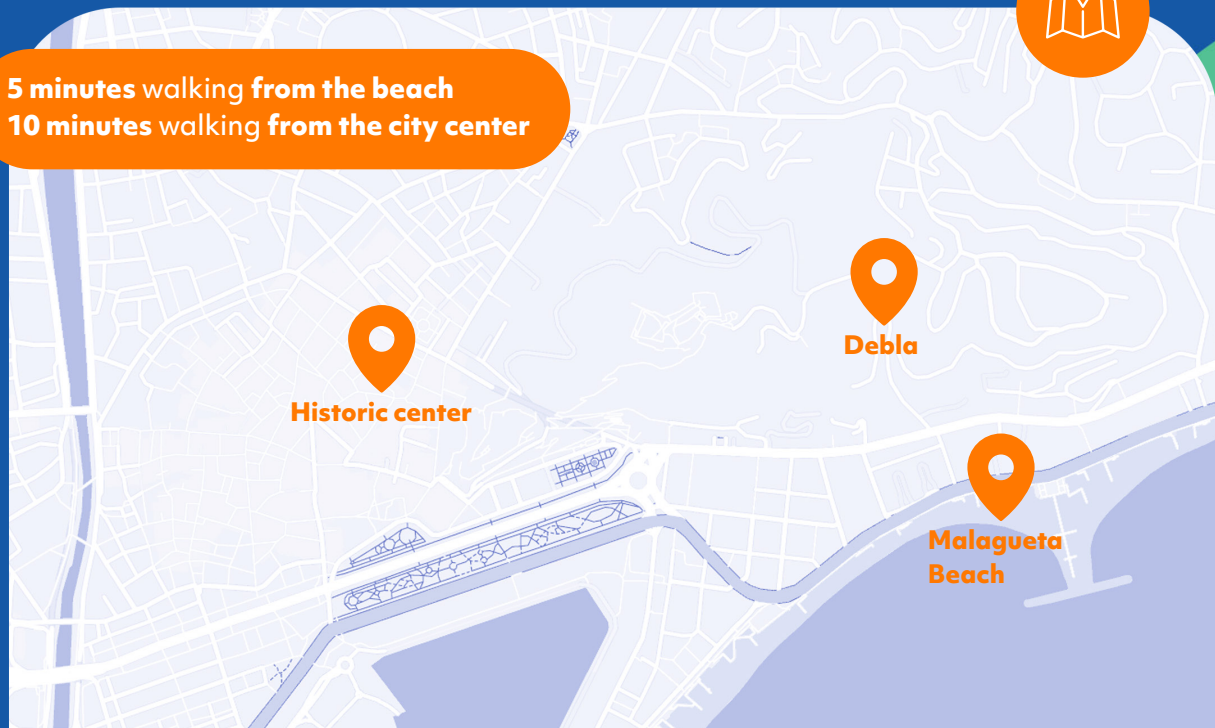 5 minutes walking from the beach
10 minutes walking from the city center
Debla
Historic center
Malagueta
Beach